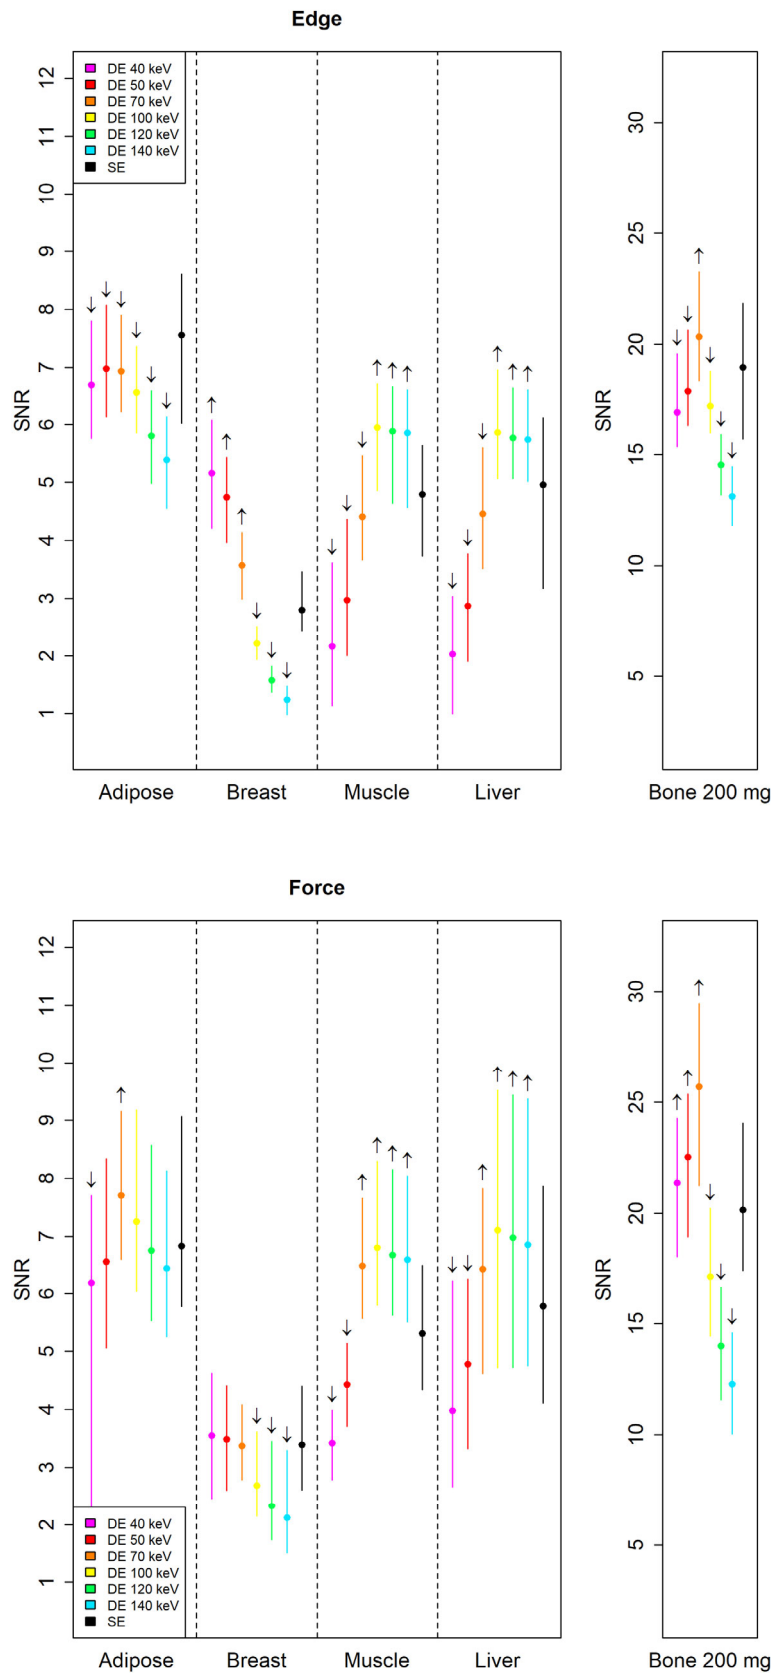 Edge
SNR
12
11
10
9
8
7
6
5
4
3
2
1
DE 40 keV
DE 50 keV
DE 70 keV
DE 100 keV
DE 120 keV
DE 140 keV
SE
Adipose
Breast
Muscle
Liver
SNR
30
25
20
15
10
5
Bone 200 mg
Force
SNR
12
11
10
9
8
7
6
5
4
3
2
1
DE 40 keV
DE 50 keV
DE 70 keV
DE 100 keV
DE 120 keV
DE 140 keV
SE
Adipose
Breast
Muscle
Liver
SNR
30
25
20
15
10
5
Bone 200 mg